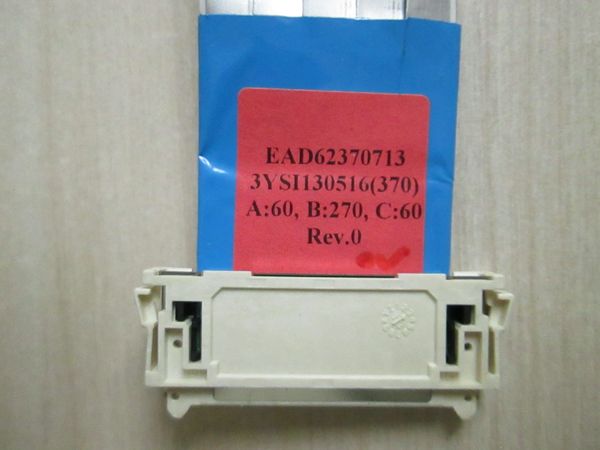 EAD62370713
3YSI130516(370)
A:60, B:270, C:60
Rev.0